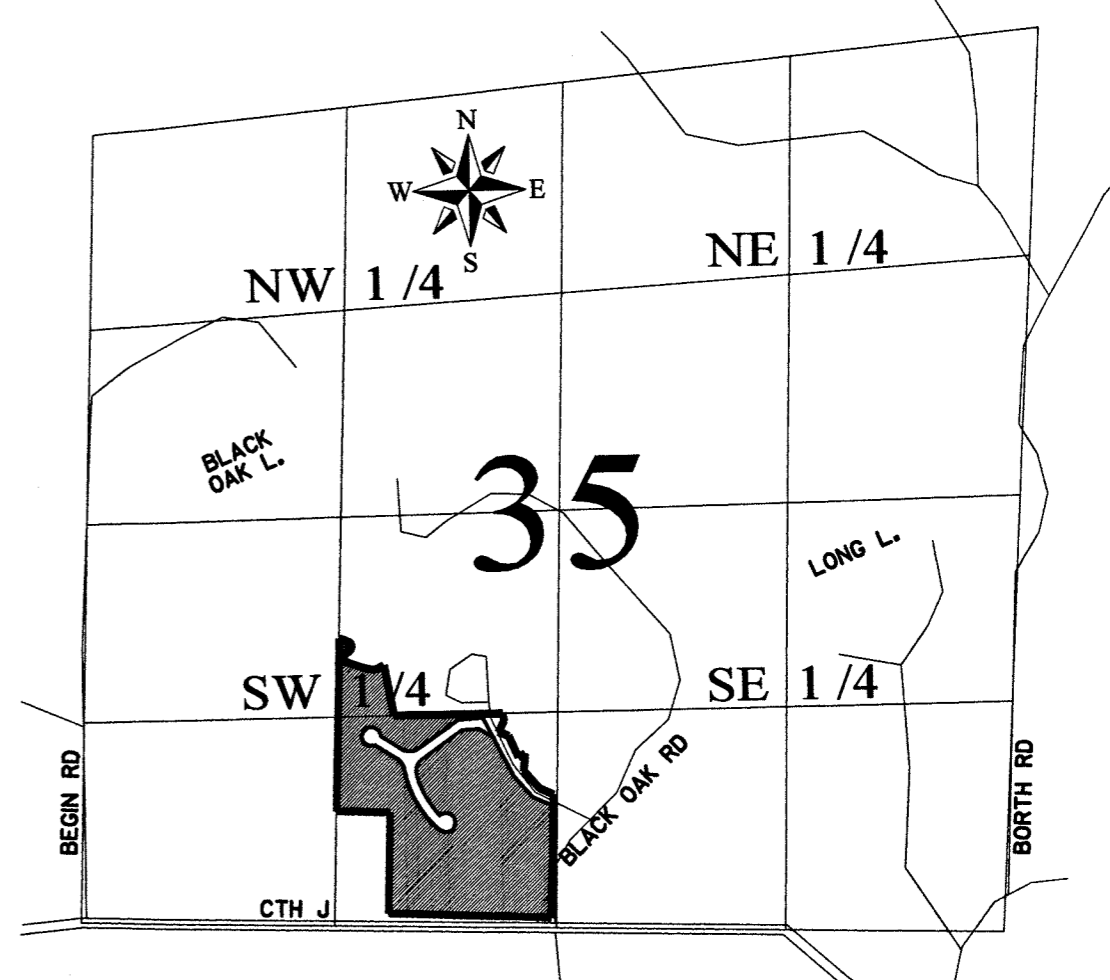 N
W E
S
NW 1 /4
NE 1 /4
BLACK
OAK L.
35
LONG L.
SW 1 /4
SE 1 /4
BEGIN RD
BLACK OAK RD
BORTH RD
CTH J